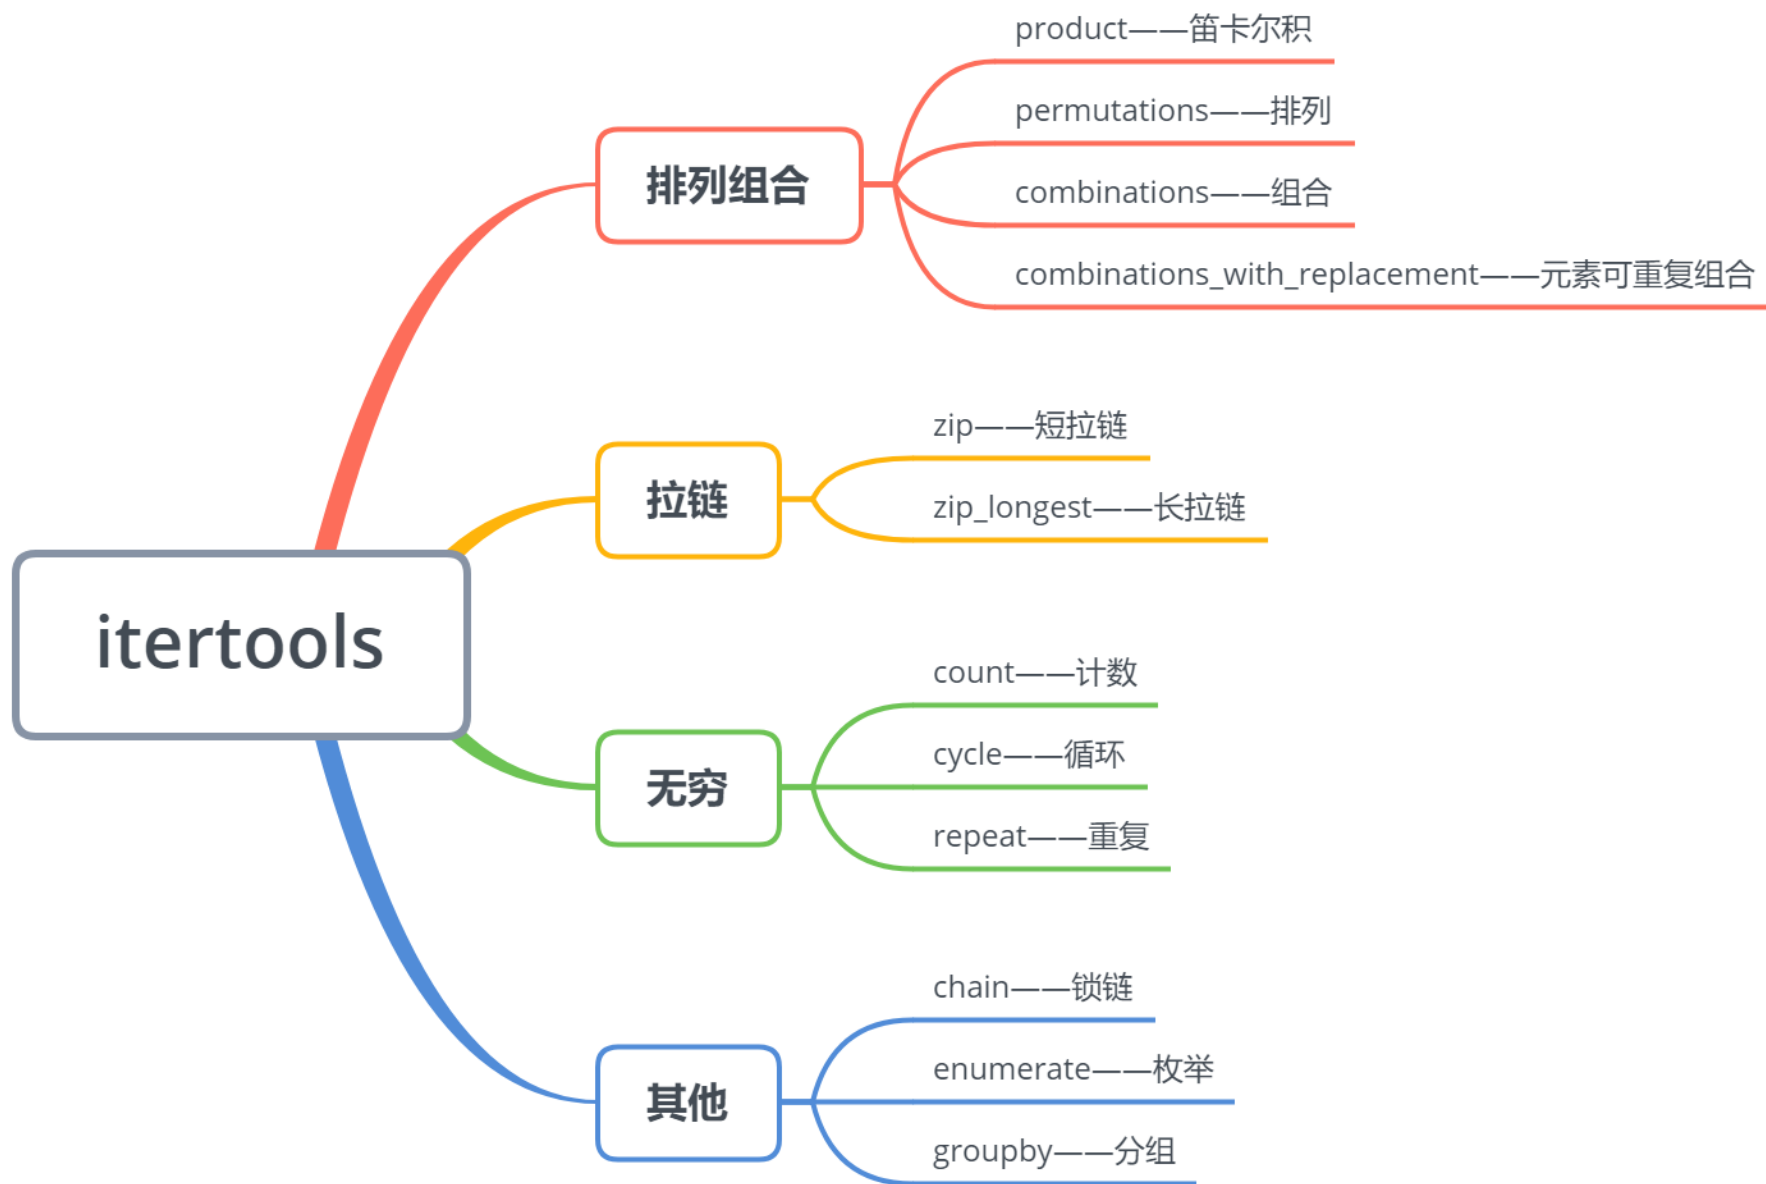 itertools
排列组合
product——笛卡尔积
permutations——排列
combinations——组合
combinations_with_replacement——元素可重复组合
拉链
zip——短拉链
zip_longest——长拉链
无穷
count——计数
cycle——循环
repeat——重复
其他
chain——锁链
enumerate——枚举
groupby——分组